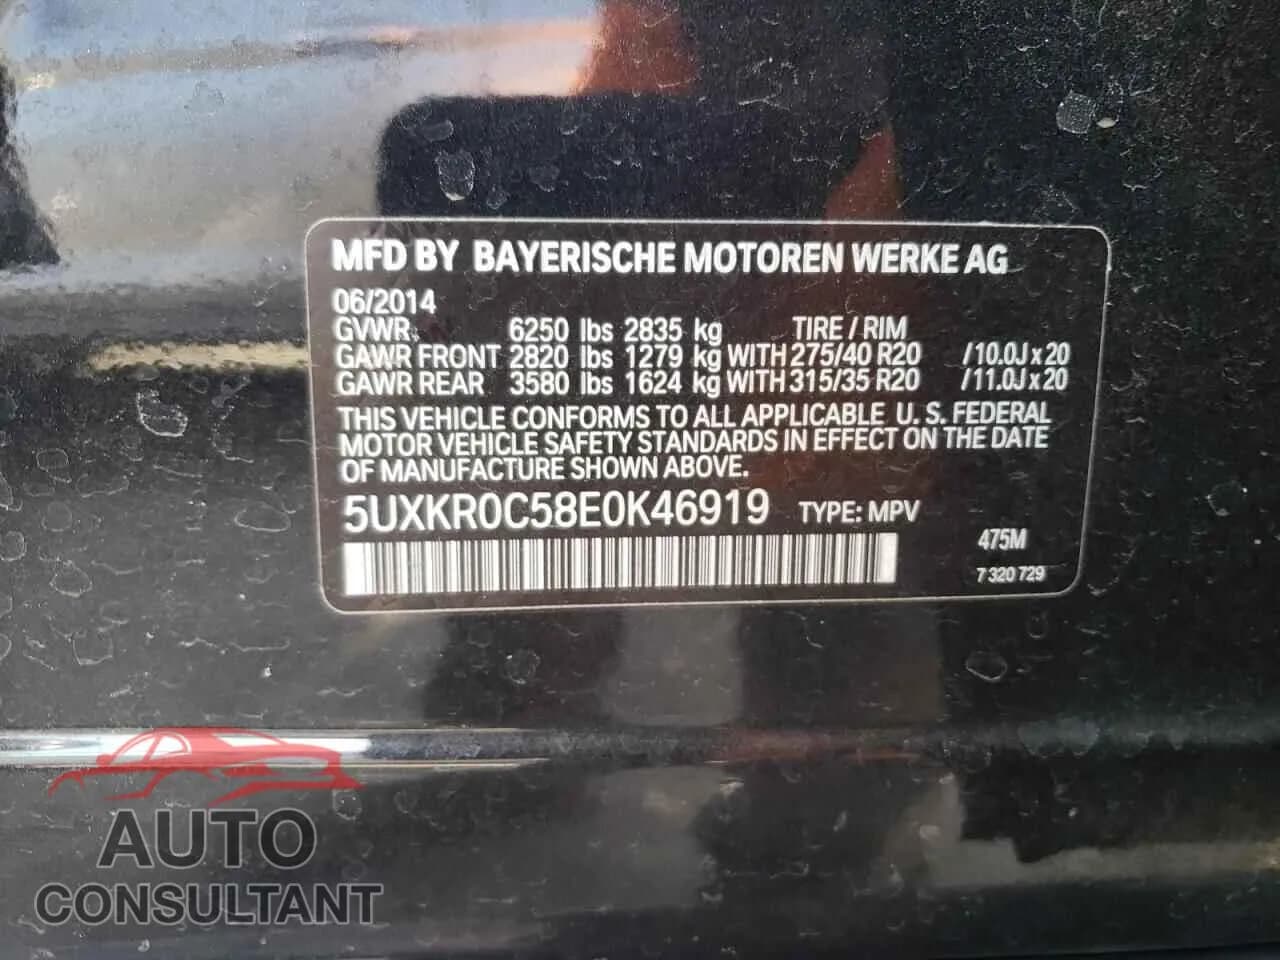 MFD BY BAYERISCHE MOTOREN WERKE AG
06/2014
GVWR 6250 lbs 2835 kg TIRE / RIM
GAWR FRONT 2820 lbs 1279 kg WITH 275/40 R20 /10.0J x 20
GAWR REAR 3580 lbs 1624 kg WITH 315/35 R20 /11.0J x 20
THIS VEHICLE CONFORMS TO ALL APPLICABLE U. S. FEDERAL
MOTOR VEHICLE SAFETY STANDARDS IN EFFECT ON THE DATE
OF MANUFACTURE SHOWN ABOVE.
5UXKR0C58E0K46919 TYPE: MPV
475M
7 320 729
AUTO
CONSULTANT